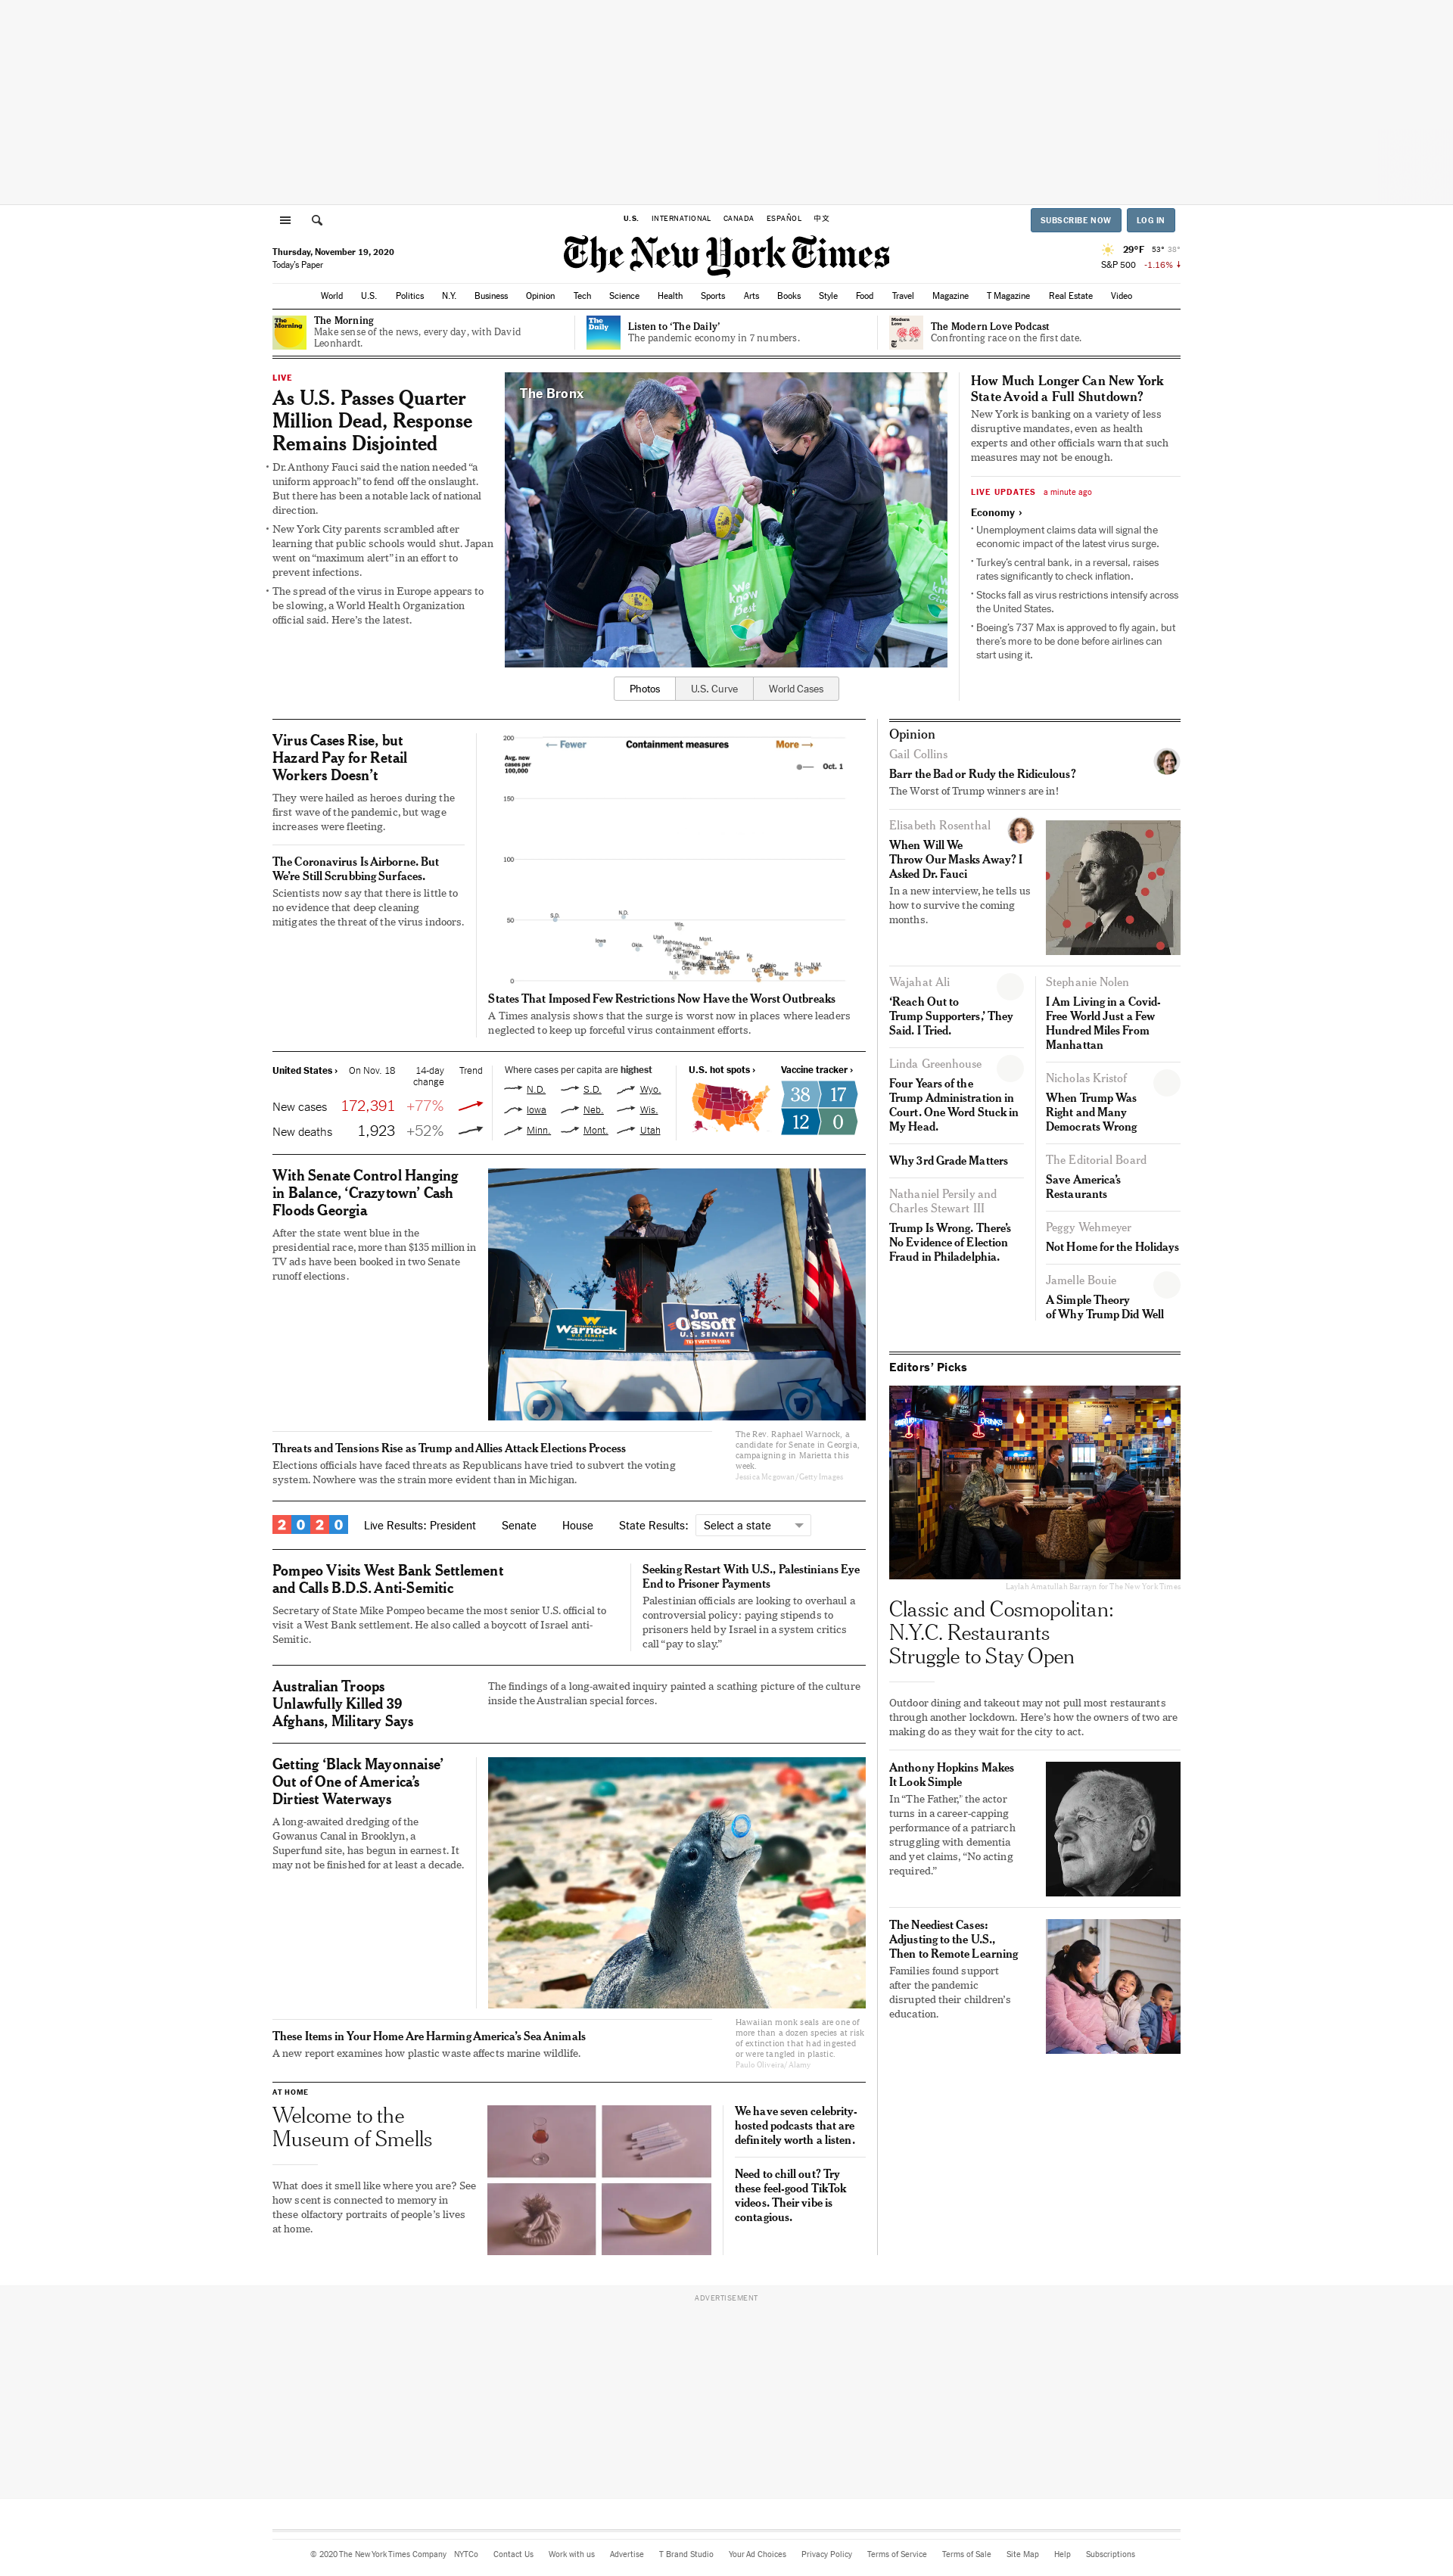 U.S. INTERNATIONAL CANADA ESPAÑOL 中文
SUBSCRIBE NOW LOG IN
Thursday, November 19, 2020
Today's Paper
The New York Times
29°F 53° 38°
S&P 500 -1.16%
World U.S. Politics N.Y. Business Opinion Tech Science Health Sports Arts Books Style Food Travel Magazine T Magazine Real Estate Video
The Morning
The Morning
Make sense of the news, every day, with David
Leonhardt.
The Daily
Listen to ‘The Daily’
The pandemic economy in 7 numbers.
Modern Love
The Modern Love Podcast
Confronting race on the first date.
LIVE
As U.S. Passes Quarter
Million Dead, Response
Remains Disjointed
• Dr. Anthony Fauci said the nation needed “a
uniform approach” to fend off the onslaught.
But there has been a notable lack of national
direction.
• New York City parents scrambled after
learning that public schools would shut. Japan
went on “maximum alert” in an effort to
prevent infections.
• The spread of the virus in Europe appears to
be slowing, a World Health Organization
official said. Here’s the latest.
The Bronx
We know Best
Photos U.S. Curve World Cases
How Much Longer Can New York
State Avoid a Full Shutdown?
New York is banking on a variety of less
disruptive mandates, even as health
experts and other officials warn that such
measures may not be enough.
LIVE UPDATES a minute ago
Economy ›
• Unemployment claims data will signal the
economic impact of the latest virus surge.
• Turkey’s central bank, in a reversal, raises
rates significantly to check inflation.
• Stocks fall as virus restrictions intensify across
the United States.
• Boeing’s 737 Max is approved to fly again, but
there’s more to be done before airlines can
start using it.
Virus Cases Rise, but
Hazard Pay for Retail
Workers Doesn’t
They were hailed as heroes during the
first wave of the pandemic, but wage
increases were fleeting.
The Coronavirus Is Airborne. But
We’re Still Scrubbing Surfaces.
Scientists now say that there is little to
no evidence that deep cleaning
mitigates the threat of the virus indoors.
200
← Fewer Containment measures More →
Avg. new
cases per
100,000
Oct. 1
150
100
50
0
S.D. N.D. Wis. Iowa Okla. Utah Mont. N.H. Ky. Maine N.M.
States That Imposed Few Restrictions Now Have the Worst Outbreaks
A Times analysis shows that the surge is worst now in places where leaders
neglected to keep up forceful virus containment efforts.
United States › On Nov. 18 14-day change Trend
New cases 172,391 +77%
New deaths 1,923 +52%
Where cases per capita are highest
N.D. S.D. Wyo.
Iowa Neb. Wis.
Minn. Mont. Utah
U.S. hot spots ›
Vaccine tracker ›
38 17
12 0
With Senate Control Hanging
in Balance, ‘Crazytown’ Cash
Floods Georgia
After the state went blue in the
presidential race, more than $135 million in
TV ads have been booked in two Senate
runoff elections.
Warnock
U.S. SENATE
Jon
Ossoff
U.S. SENATE
The Rev. Raphael Warnock, a
candidate for Senate in Georgia,
campaigning in Marietta this
week.
Jessica Mcgowan/Getty Images
Threats and Tensions Rise as Trump and Allies Attack Elections Process
Elections officials have faced threats as Republicans have tried to subvert the voting
system. Nowhere was the strain more evident than in Michigan.
2020 Live Results: President Senate House State Results: Select a state
Pompeo Visits West Bank Settlement
and Calls B.D.S. Anti-Semitic
Secretary of State Mike Pompeo became the most senior U.S. official to
visit a West Bank settlement. He also called a boycott of Israel anti-
Semitic.
Seeking Restart With U.S., Palestinians Eye
End to Prisoner Payments
Palestinian officials are looking to overhaul a
controversial policy: paying stipends to
prisoners held by Israel in a system critics
call “pay to slay.”
Australian Troops
Unlawfully Killed 39
Afghans, Military Says
The findings of a long-awaited inquiry painted a scathing picture of the culture
inside the Australian special forces.
Getting ‘Black Mayonnaise’
Out of One of America’s
Dirtiest Waterways
A long-awaited dredging of the
Gowanus Canal in Brooklyn, a
Superfund site, has begun in earnest. It
may not be finished for at least a decade.
Hawaiian monk seals are one of
more than a dozen species at risk
of extinction that had ingested
or were tangled in plastic.
Paulo Oliveira/Alamy
These Items in Your Home Are Harming America’s Sea Animals
A new report examines how plastic waste affects marine wildlife.
AT HOME
Welcome to the
Museum of Smells
What does it smell like where you are? See
how scent is connected to memory in
these olfactory portraits of people’s lives
at home.
We have seven celebrity-
hosted podcasts that are
definitely worth a listen.
Need to chill out? Try
these feel-good TikTok
videos. Their vibe is
contagious.
Opinion
Gail Collins
Barr the Bad or Rudy the Ridiculous?
The Worst of Trump winners are in!
Elisabeth Rosenthal
When Will We
Throw Our Masks Away? I
Asked Dr. Fauci
In a new interview, he tells us
how to survive the coming
months.
Wajahat Ali
‘Reach Out to
Trump Supporters,’ They
Said. I Tried.
Linda Greenhouse
Four Years of the
Trump Administration in
Court. One Word Stuck in
My Head.
Why 3rd Grade Matters
Nathaniel Persily and
Charles Stewart III
Trump Is Wrong. There’s
No Evidence of Election
Fraud in Philadelphia.
Stephanie Nolen
I Am Living in a Covid-
Free World Just a Few
Hundred Miles From
Manhattan
Nicholas Kristof
When Trump Was
Right and Many
Democrats Wrong
The Editorial Board
Save America’s
Restaurants
Peggy Wehmeyer
Not Home for the Holidays
Jamelle Bouie
A Simple Theory
of Why Trump Did Well
Editors’ Picks
DRINKS
Laylah Amatullah Barrayn for The New York Times
Classic and Cosmopolitan:
N.Y.C. Restaurants
Struggle to Stay Open
Outdoor dining and takeout may not pull most restaurants
through another lockdown. Here’s how the owners of two are
making do as they wait for the city to act.
Anthony Hopkins Makes
It Look Simple
In “The Father,” the actor
turns in a career-capping
performance of a patriarch
struggling with dementia
and yet claims, “No acting
required.”
The Neediest Cases:
Adjusting to the U.S.,
Then to Remote Learning
Families found support
after the pandemic
disrupted their children’s
education.
ADVERTISEMENT
© 2020 The New York Times Company NYTCo Contact Us Work with us Advertise T Brand Studio Your Ad Choices Privacy Policy Terms of Service Terms of Sale Site Map Help Subscriptions